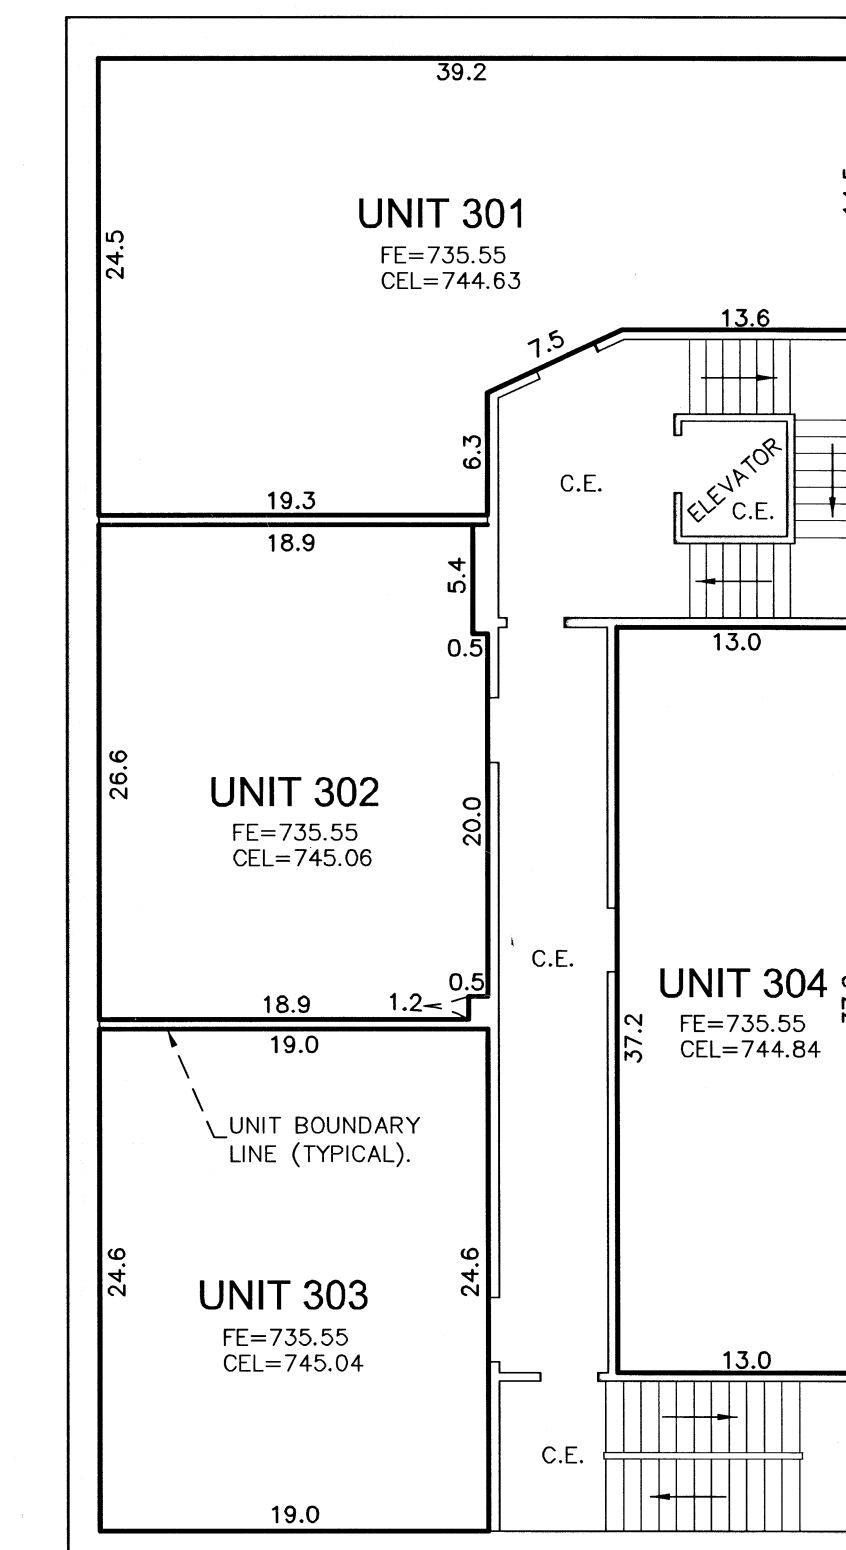 39.2
24.5
UNIT 301
FE=735.55
CEL=744.63
13.6
7.5
6.3
19.3
C.E.
ELEVATOR
C.E.
18.9
5.4
0.5
13.0
26.6
UNIT 302
FE=735.55
CEL=745.06
20.0
C.E.
0.5
1.2
18.9
UNIT 304
FE=735.55
CEL=744.84
37.2
19.0
UNIT BOUNDARY
LINE (TYPICAL).
24.6
24.6
UNIT 303
FE=735.55
CEL=745.04
13.0
C.E.
19.0